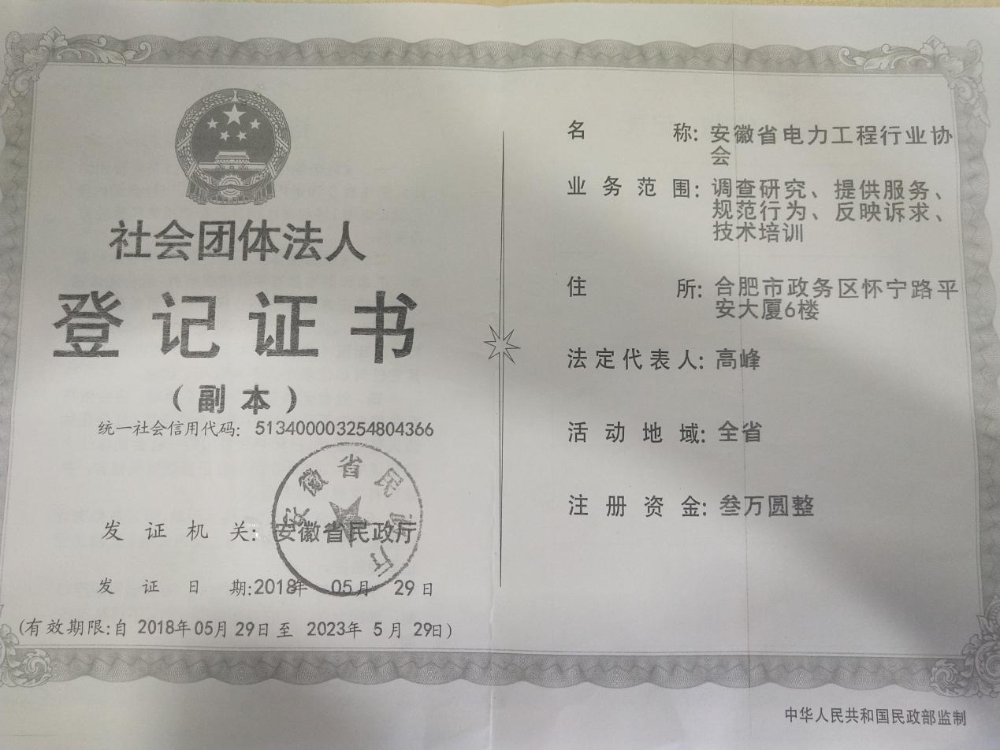 社会团体法人
登记证书
(副本)
统一社会信用代码: 513400003254804366
发证机关: 安徽省民政厅
安徽省民政厅
发证日期:2018年 05月 29日
(有效期限:自 2018年05月29日至 2023年 5月 29日)
名称: 安徽省电力工程行业协
会
业务范围: 调查研究、提供服务、
规范行为、反映诉求、
技术培训
住所: 合肥市政务区怀宁路平
安大厦6楼
法定代表人: 高峰
活动地域: 全省
注册资金: 叁万圆整
中华人民共和国民政部监制